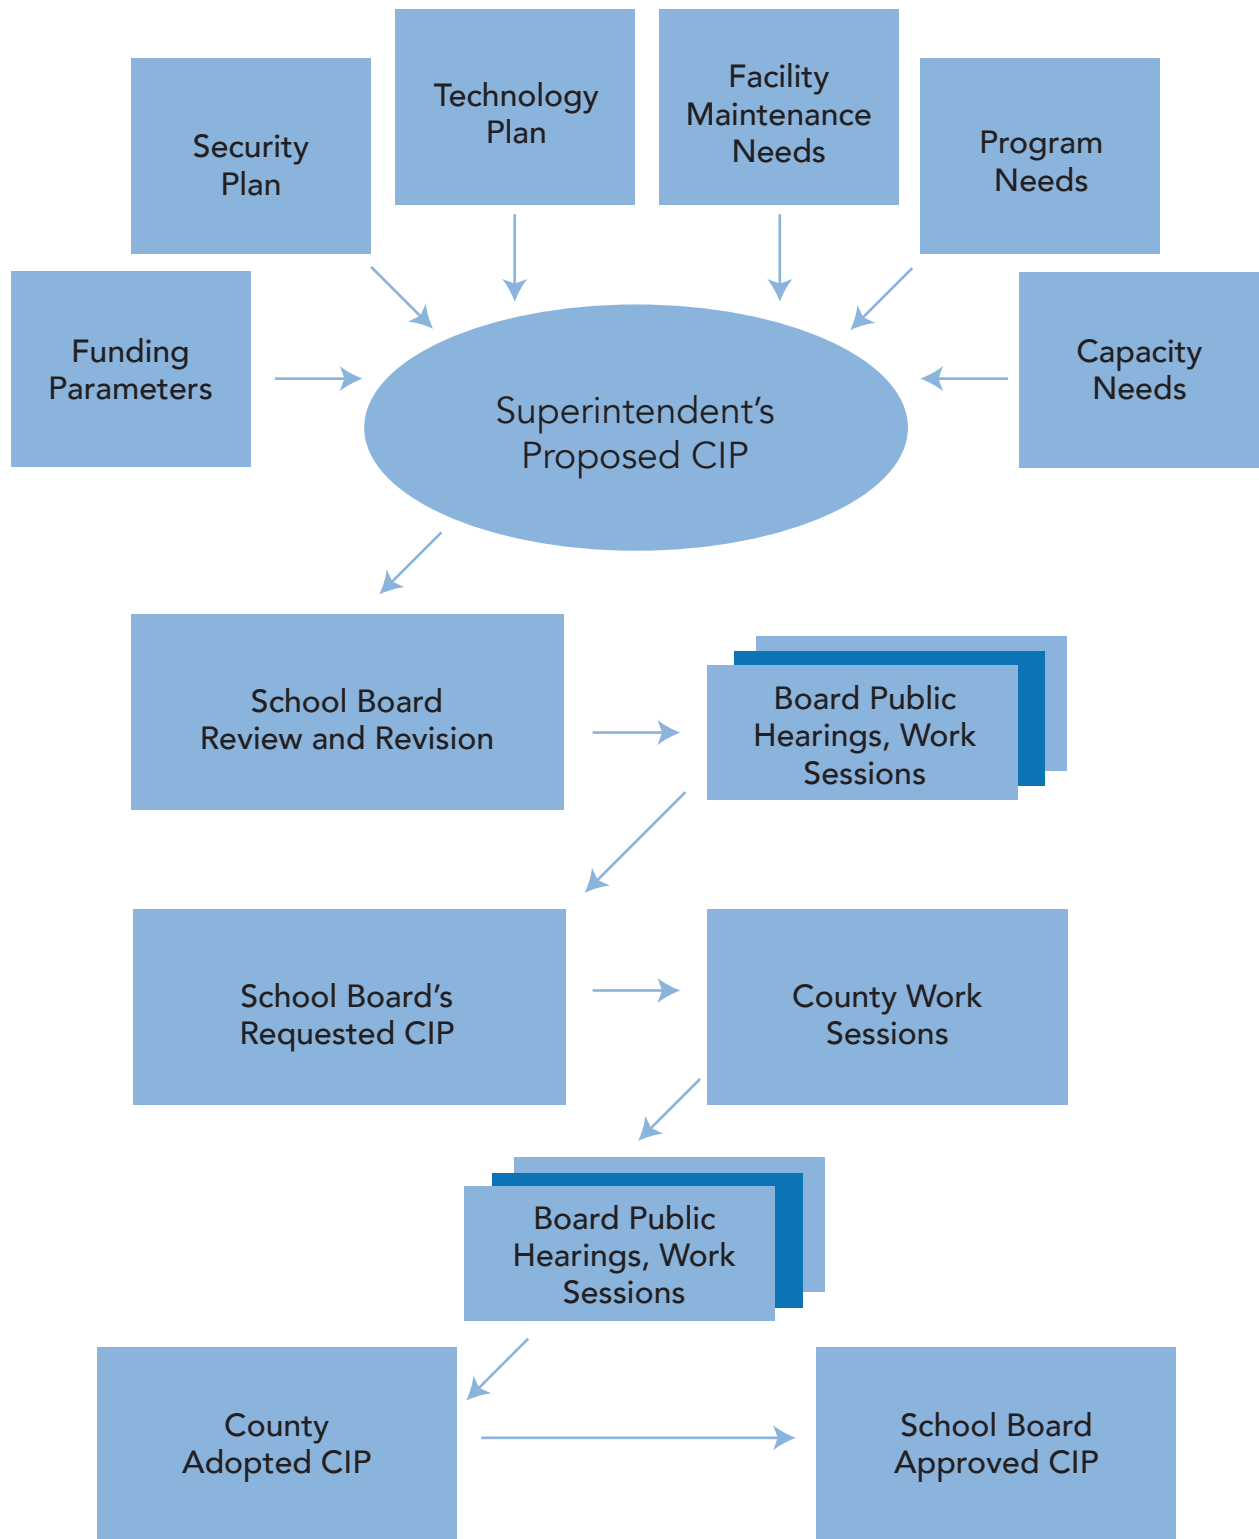 Technology
Plan
Facility
Maintenance
Needs
Security
Plan
Program
Needs
Funding
Parameters
Capacity
Needs
Superintendent’s
Proposed CIP
School Board
Review and Revision
Board Public
Hearings, Work
Sessions
School Board’s
Requested CIP
County Work
Sessions
Board Public
Hearings, Work
Sessions
County
Adopted CIP
School Board
Approved CIP